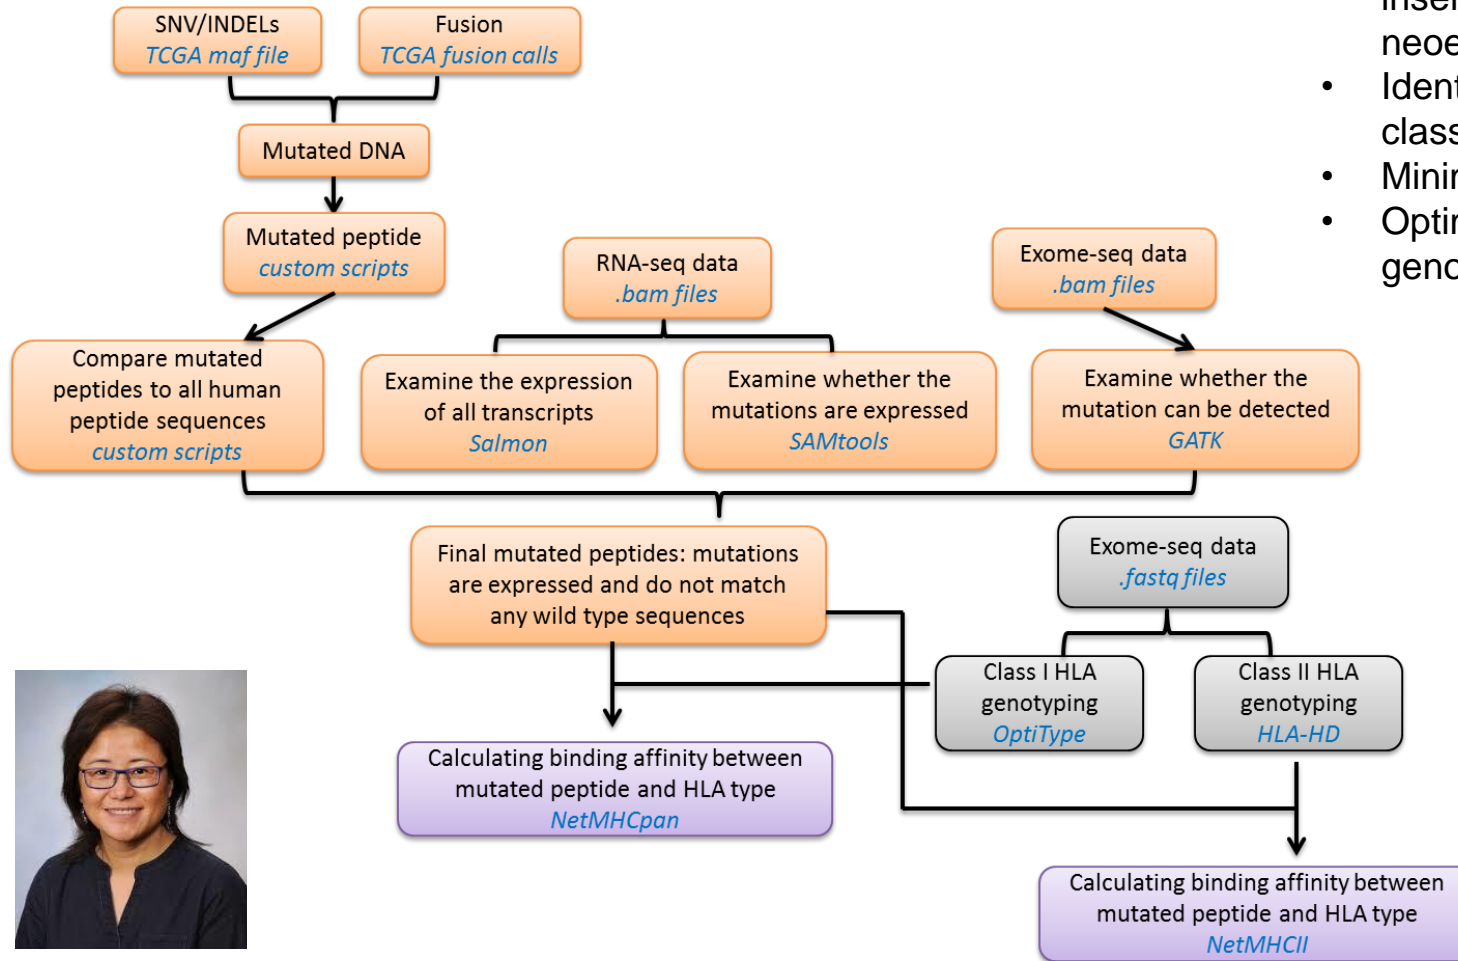 SNV/INDELs
TCGA maf file
Fusion
TCGA fusion calls
Mutated DNA
Mutated peptide
custom scripts
RNA-seq data
.bam files
Exome-seq data
.bam files
Compare mutated
peptides to all human
peptide sequences
custom scripts
Examine the expression
of all transcripts
Salmon
Examine whether the
mutations are expressed
SAMtools
Examine whether the
mutation can be detected
GATK
Final mutated peptides: mutations
are expressed and do not match
any wild type sequences
Exome-seq data
.fastq files
Class I HLA
genotyping
OptiType
Class II HLA
genotyping
HLA-HD
Calculating binding affinity between
mutated peptide and HLA type
NetMHCpan
Calculating binding affinity between
mutated peptide and HLA type
NetMHCII
neoe
• Ident
class
• Minir
• Optir
geno